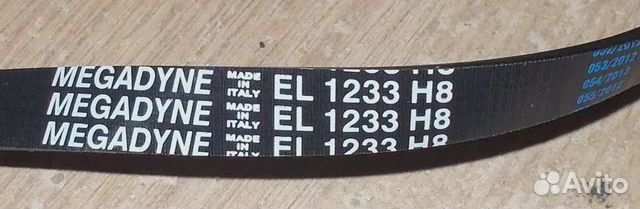 MEGADYNE MADE IN ITALY EL 1233 H8
MEGADYNE MADE IN ITALY EL 1233 H8
MEGADYNE MADE IN ITALY EL 1233 H8
052/2012
053/2012
054/2012
055/2012
Avito